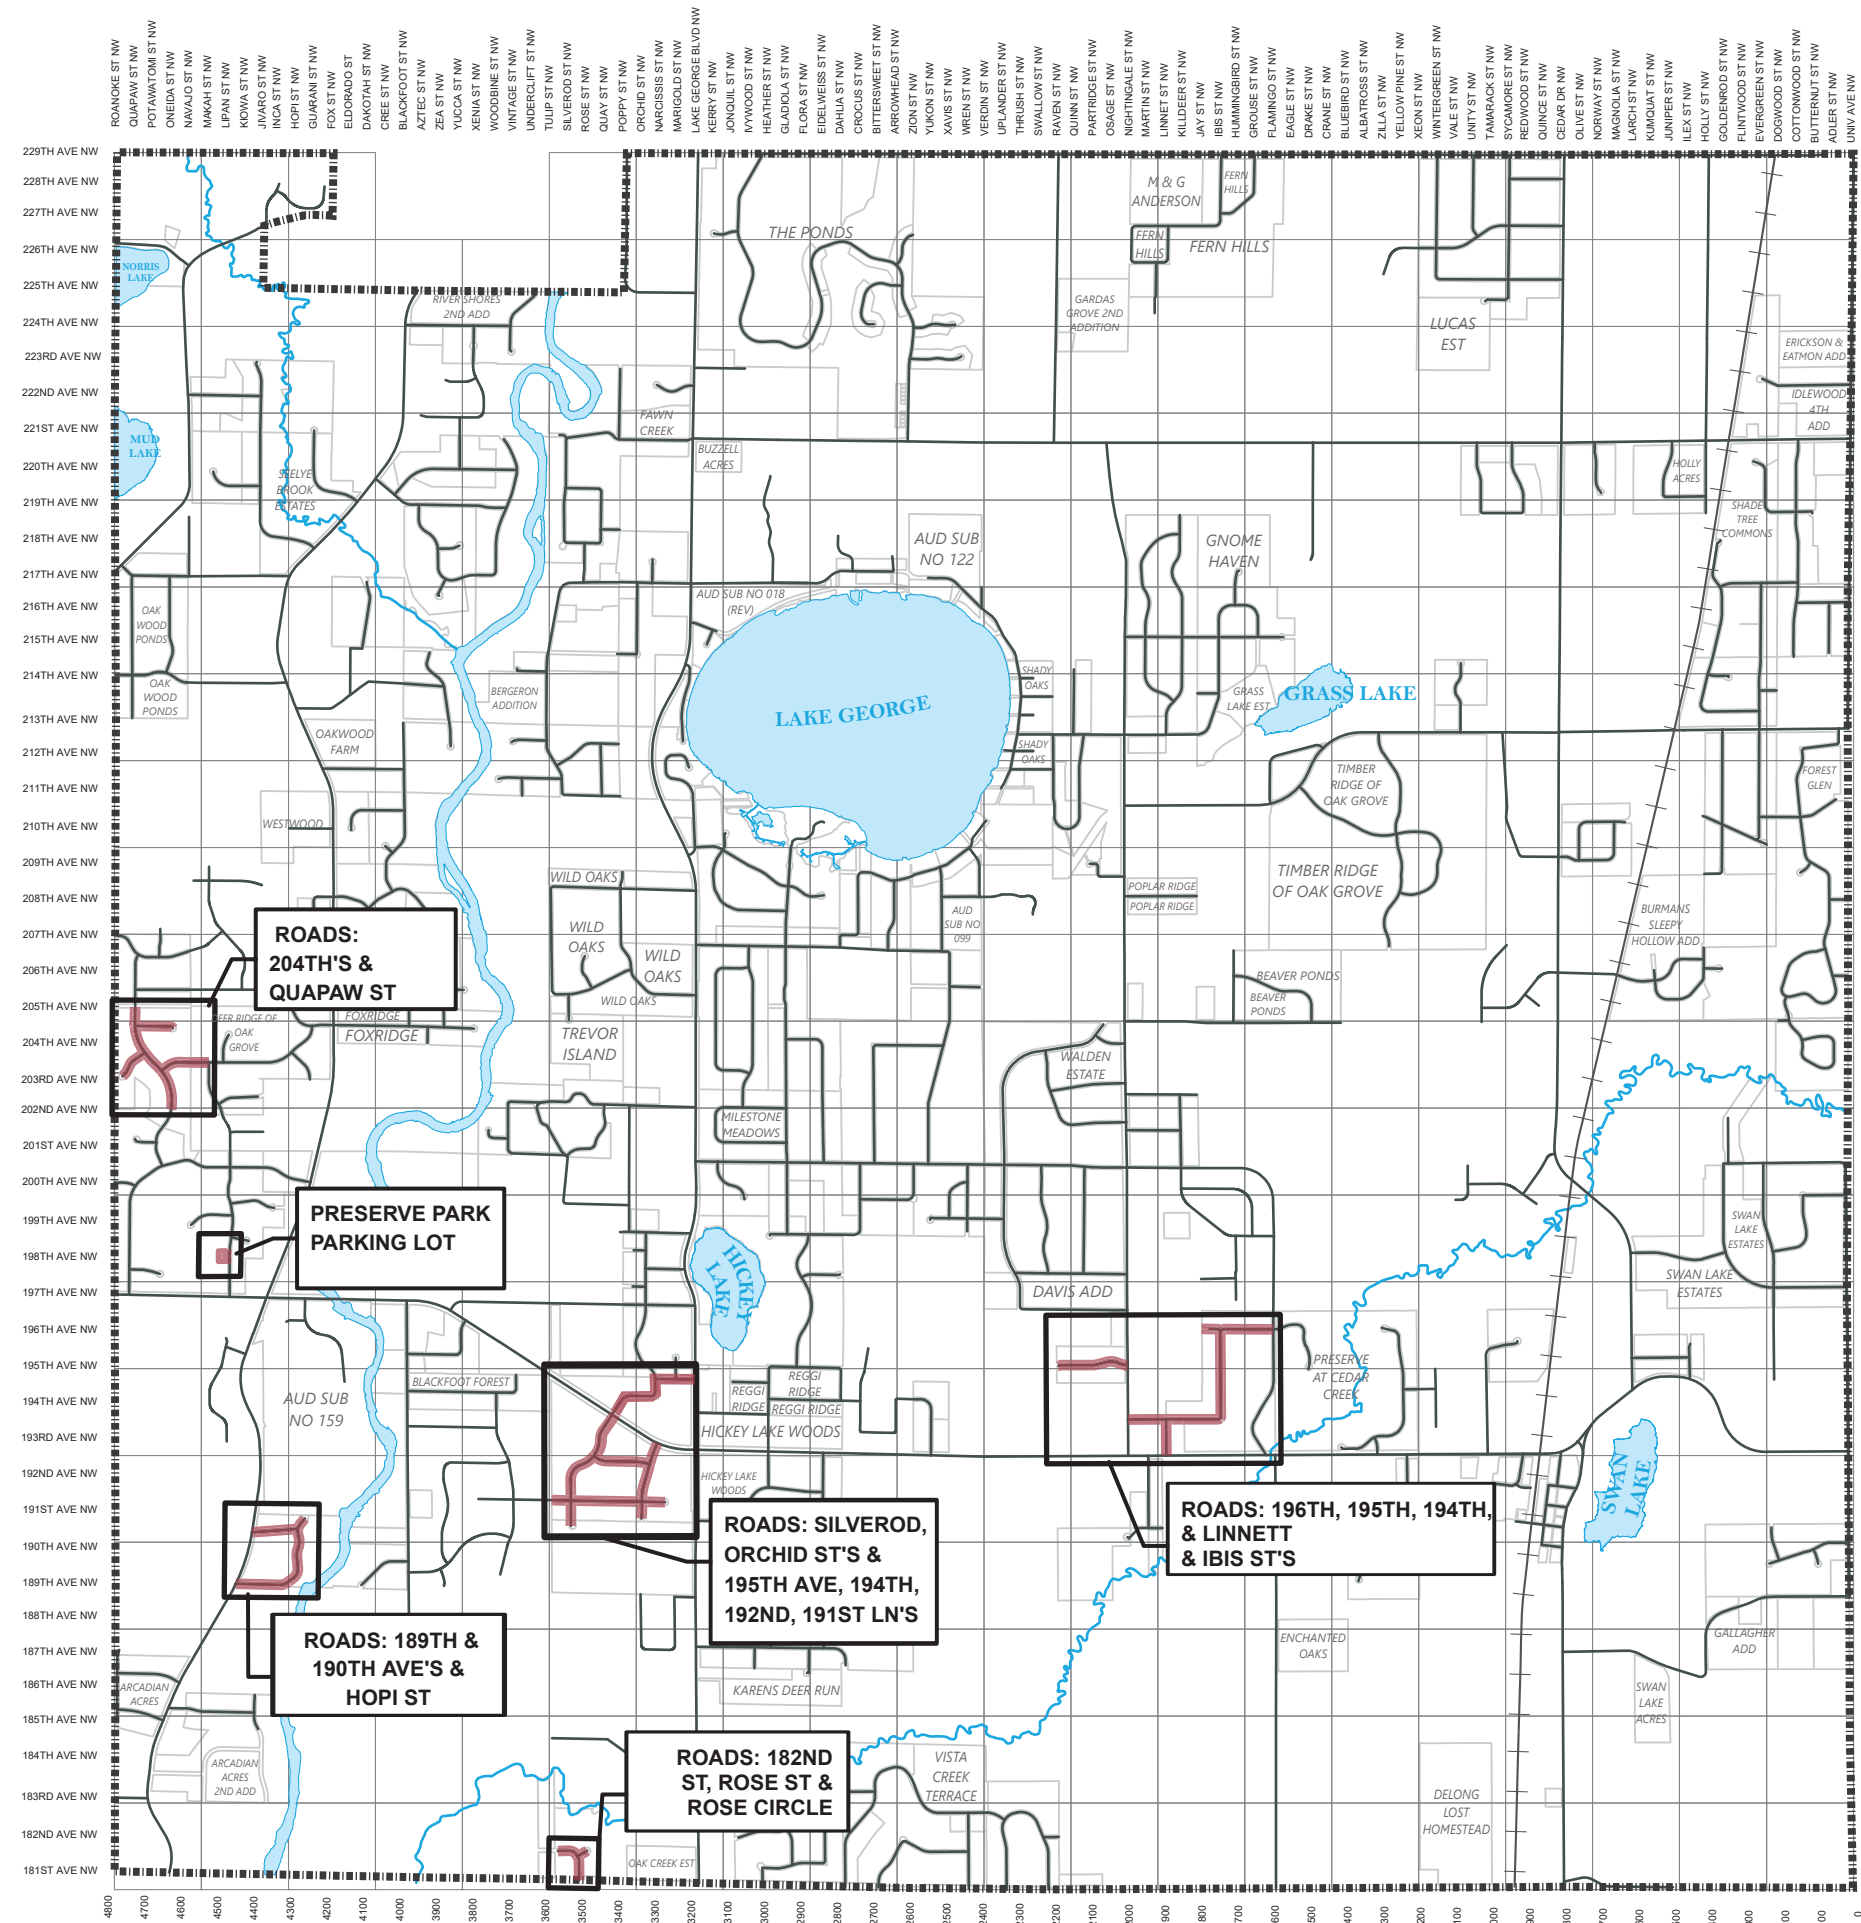 ROANOKE ST NW
QUAPAW ST NW
POTAWATOMI ST NW
ONEIDA ST NW
NAVAJO ST NW
MAKAH ST NW
LIPAN ST NW
KIOWA ST NW
JIVARO ST NW
INCA ST NW
HOPI ST NW
GUARANI ST NW
FOX ST NW
ELDORADO ST
DAKOTAH ST NW
CREE ST NW
BLACKFOOT ST NW
AZTEC ST NW
ZEA ST NW
YUCCA ST NW
XENIA ST NW
WOODBINE ST NW
VINTAGE ST NW
UNDERCLIFT ST NW
TULIP ST NW
SILVEROD ST NW
ROSE ST NW
QUAY ST NW
POPPY ST NW
ORCHID ST NW
NARCISSIS ST NW
MARIGOLD ST NW
LAKE GEORGE BLVD NW
KERRY ST NW
JONQUIL ST NW
IVYWOOD ST NW
HEATHER ST NW
GLADIOLA ST NW
FLORA ST NW
EIDELWEISS ST NW
DAHLIA ST NW
CROCUS ST NW
BITTERSWEET ST NW
ARROWHEAD ST NW
ZION ST NW
YUKON ST NW
XAVIS ST NW
WREN ST NW
VERDIN ST NW
UPLANDER ST NW
THRUSH ST NW
SWALLOW ST NW
RAVEN ST NW
QUINN ST NW
PARTRIDGE ST NW
OSAGE ST NW
NIGHTINGALE ST NW
MARTIN ST NW
LINNET ST NW
KILLDEER ST NW
JAY ST NW
IBIS ST NW
HUMMINGBIRD ST NW
GROUSE ST NW
FLAMINGO ST NW
EAGLE ST NW
DRAKE ST NW
CRANE ST NW
BLUEBIRD ST NW
ALBATROSS ST NW
ZILLA ST NW
YELLOW PINE ST NW
XEON ST NW
WINTERGREEN ST NW
VALE ST NW
UNITY ST NW
TAMARACK ST NW
SYCAMORE ST NW
REDWOOD ST NW
QUINCE ST NW
CEDAR DR NW
OLIVE ST NW
NORWAY ST NW
MAGNOLIA ST NW
LARCH ST NW
KUMQUAT ST NW
JUNIPER ST NW
ILEX ST NW
HOLLY ST NW
GOLDENROD ST NW
FLINTWOOD ST NW
EVERGREEN ST NW
DOGWOOD ST NW
COTTONWOOD ST NW
BUTTERNUT ST NW
ADLER ST NW
UNIV AVE NW
229TH AVE NW
228TH AVE NW
227TH AVE NW
226TH AVE NW
225TH AVE NW
224TH AVE NW
223RD AVE NW
222ND AVE NW
221ST AVE NW
220TH AVE NW
219TH AVE NW
218TH AVE NW
217TH AVE NW
216TH AVE NW
215TH AVE NW
214TH AVE NW
213TH AVE NW
212TH AVE NW
211TH AVE NW
210TH AVE NW
209TH AVE NW
208TH AVE NW
207TH AVE NW
206TH AVE NW
205TH AVE NW
204TH AVE NW
203RD AVE NW
202ND AVE NW
201ST AVE NW
200TH AVE NW
199TH AVE NW
198TH AVE NW
197TH AVE NW
196TH AVE NW
195TH AVE NW
194TH AVE NW
193RD AVE NW
192ND AVE NW
191ST AVE NW
190TH AVE NW
189TH AVE NW
188TH AVE NW
187TH AVE NW
186TH AVE NW
185TH AVE NW
184TH AVE NW
183RD AVE NW
182ND AVE NW
181ST AVE NW
M & G
ANDERSON
FERN
HILLS
FERN
HILLS
FERN HILLS
THE PONDS
NORRIS
LAKE
RIVER SHORES
2ND ADD
GARDAS
GROVE 2ND
ADDITION
LUCAS
EST
ERICKSON &
EATMON ADD
IDLEWOOD
4TH
ADD
FAWN
CREEK
MUD
LAKE
BUZZELL
ACRES
SEELYE
BROOK
ESTATES
HOLLY
ACRES
SHADE
TREE
COMMONS
AUD SUB
NO 122
GNOME
HAVEN
AUD SUB NO 018
(REV)
OAK
WOOD
PONDS
OAK
WOOD
PONDS
BERGERON
ADDITION
SHADY
OAKS
GRASS
LAKE EST
GRASS LAKE
LAKE GEORGE
OAKWOOD
FARM
SHADY
OAKS
TIMBER
RIDGE OF
OAK GROVE
FOREST
GLEN
WESTWOOD
WILD OAKS
TIMBER RIDGE
OF OAK GROVE
POPLAR RIDGE
POPLAR RIDGE
AUD
SUB NO
099
BURMANS
SLEEPY
HOLLOW ADD
WILD
OAKS
WILD
OAKS
WILD OAKS
BEAVER PONDS
BEAVER
PONDS
ROADS:
204TH'S &
QUAPAW ST
DEER RIDGE OF
OAK
GROVE
FOXRIDGE
FOXRIDGE
TREVOR
ISLAND
WALDEN
ESTATE
MILESTONE
MEADOWS
PRESERVE PARK
PARKING LOT
HICKEY
LAKE
SWAN
LAKE
ESTATES
SWAN LAKE
ESTATES
DAVIS ADD
PRESERVE
AT CEDAR
CREEK
BLACKFOOT FOREST
AUD SUB
NO 159
REGGI
RIDGE
REGGI
RIDGE
REGGI RIDGE
HICKEY LAKE WOODS
HICKEY LAKE
WOODS
SWAN
LAKE
ROADS: SILVEROD,
ORCHID ST'S &
195TH AVE, 194TH,
192ND, 191ST LN'S
ROADS: 196TH, 195TH, 194TH,
& LINNETT
& IBIS ST'S
ROADS: 189TH &
190TH AVE'S &
HOPI ST
ENCHANTED
OAKS
GALLAGHER
ADD
ARCADIAN
ACRES
KARENS DEER RUN
SWAN
LAKE
ACRES
ARCADIAN
ACRES
2ND ADD
ROADS: 182ND
ST, ROSE ST &
ROSE CIRCLE
VISTA
CREEK
TERRACE
DELONG
LOST
HOMESTEAD
OAK CREEK EST
4800
4700
4600
4500
4400
4300
4200
4100
4000
3900
3800
3700
3600
3500
3400
3300
3200
3100
3000
2900
2800
2700
2600
2500
2400
2300
2200
2100
2000
1900
1800
1700
1600
1500
1400
1300
1200
1100
1000
900
800
700
600
500
400
300
200
100
0